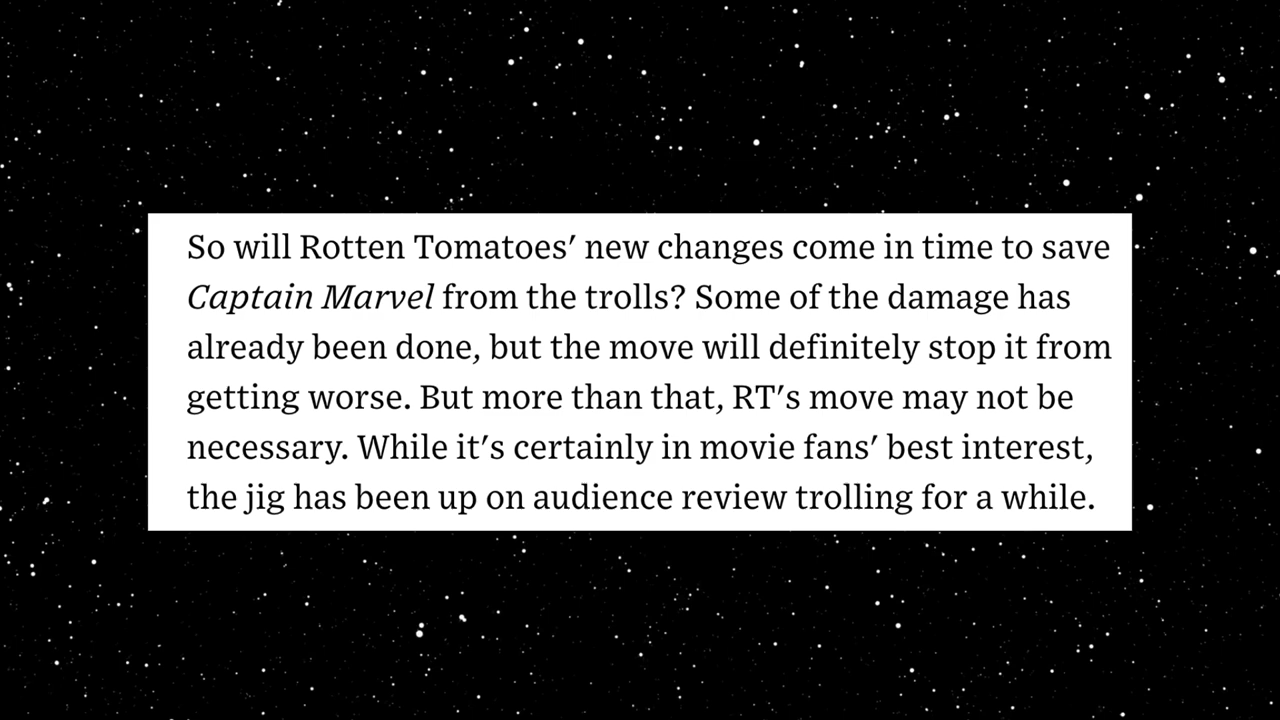 So will Rotten Tomatoes' new changes come in time to save
Captain Marvel from the trolls? Some of the damage has
already been done, but the move will definitely stop it from
getting worse. But more than that, RT's move may not be
necessary. While it's certainly in movie fans' best interest,
the jig has been up on audience review trolling for a while.